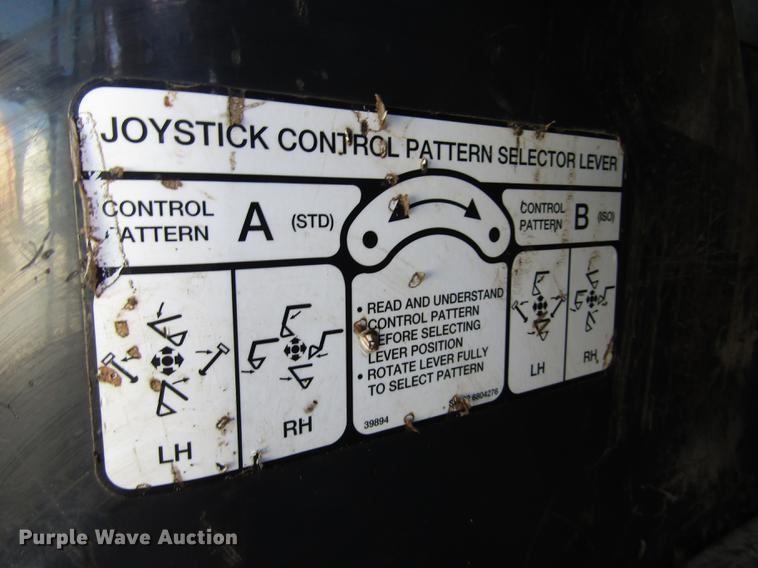 JOYSTICK CONTROL PATTERN SELECTOR LEVER
CONTROL PATTERN A (STD)
CONTROL PATTERN B (ISO)
LH
RH
• READ AND UNDERSTAND
CONTROL PATTERN
BEFORE SELECTING
LEVER POSITION
• ROTATE LEVER FULLY
TO SELECT PATTERN
39894
6804276
LH
RH
Purple Wave Auction